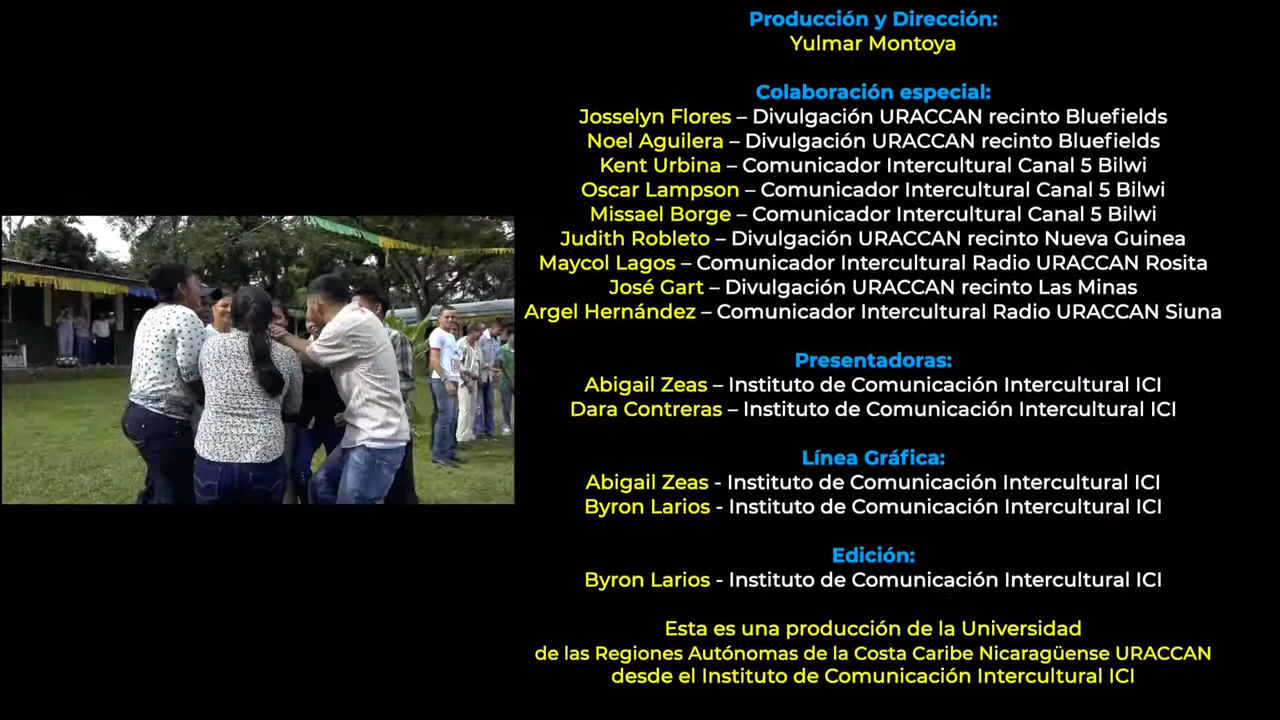 Producción y Dirección:
Yulmar Montoya
Colaboración especial:
Josselyn Flores – Divulgación URACCAN recinto Bluefields
Noel Aguilera – Divulgación URACCAN recinto Bluefields
Kent Urbina – Comunicador Intercultural Canal 5 Bilwi
Oscar Lampson – Comunicador Intercultural Canal 5 Bilwi
Missael Borge – Comunicador Intercultural Canal 5 Bilwi
Judith Robleto – Divulgación URACCAN recinto Nueva Guinea
Maycol Lagos – Comunicador Intercultural Radio URACCAN Rosita
José Gart – Divulgación URACCAN recinto Las Minas
Argel Hernández – Comunicador Intercultural Radio URACCAN Siuna
Presentadoras:
Abigail Zeas – Instituto de Comunicación Intercultural ICI
Dara Contreras – Instituto de Comunicación Intercultural ICI
Línea Gráfica:
Abigail Zeas - Instituto de Comunicación Intercultural ICI
Byron Larios - Instituto de Comunicación Intercultural ICI
Edición:
Byron Larios - Instituto de Comunicación Intercultural ICI
Esta es una producción de la Universidad
de las Regiones Autónomas de la Costa Caribe Nicaragüense URACCAN
desde el Instituto de Comunicación Intercultural ICI